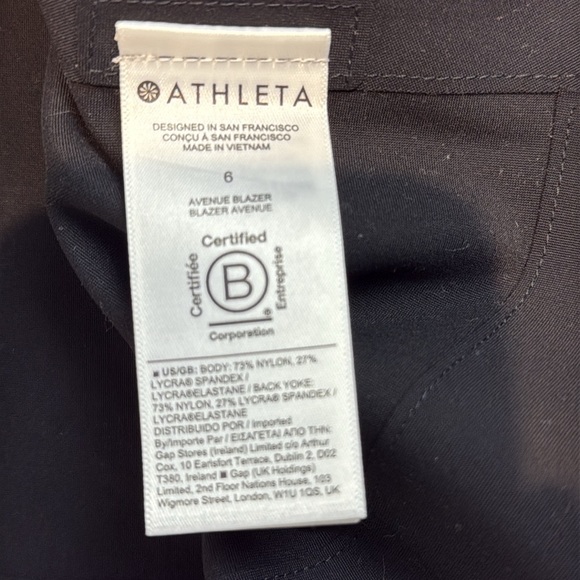 ATHLETA
DESIGNED IN SAN FRANCISCO
CONÇU À SAN FRANCISCO
MADE IN VIETNAM
6
AVENUE BLAZER
BLAZER AVENUE
Certified
Certifiée
B
Entreprise
®
Corporation
■ US/GB: BODY: 73% NYLON, 27%
LYCRA® SPANDEX /
LYCRA®ELASTANE / BACK YOKE:
73% NYLON, 27% LYCRA® SPANDEX /
LYCRA®ELASTANE
DISTRIBUIDO POR / Imported
By/Importe Par / ΕΙΣΑΓΕΤΑΙ ΑΠΟ ΤΗΝ:
Gap Stores (Ireland) Limited c/o Arthur
Cox, 10 Earlsfort Terrace, Dublin 2, D02
T380, Ireland ■ Gap (UK Holdings)
Limited, 2nd Floor Nations House, 103
Wigmore Street, London, W1U 1QS, UK